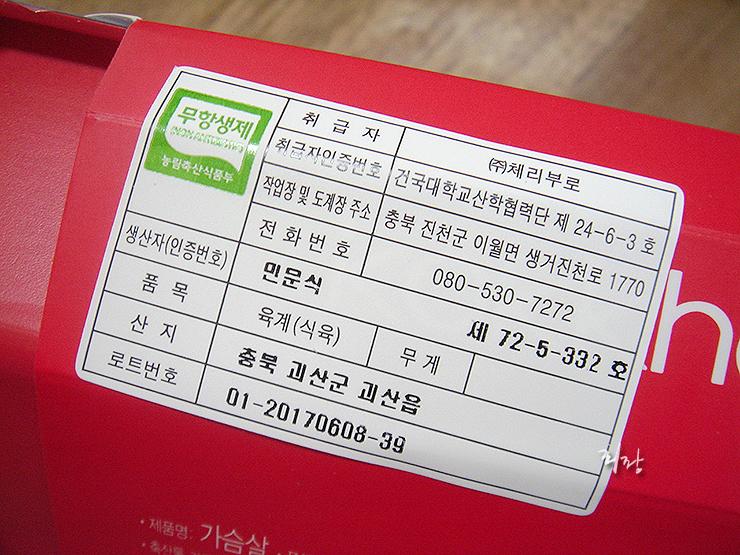 무항생제
(NON ANTIBIOTIC)
농림축산식품부
취 급 자 ㈜체리부로
취급자인증번호 건국대학교산학협력단 제 24-6-3 호
작업장 및 도계장 주소 충북 진천군 이월면 생거진천로 1770
전 화 번 호 080-530-7272
생산자(인증번호) 민문식 제 72-5-332 호
품 목 육계(식육) 무 게
산 지 충북 괴산군 괴산읍
로트번호 01-20170608-39
he
희장
• 제품명: 가슴살